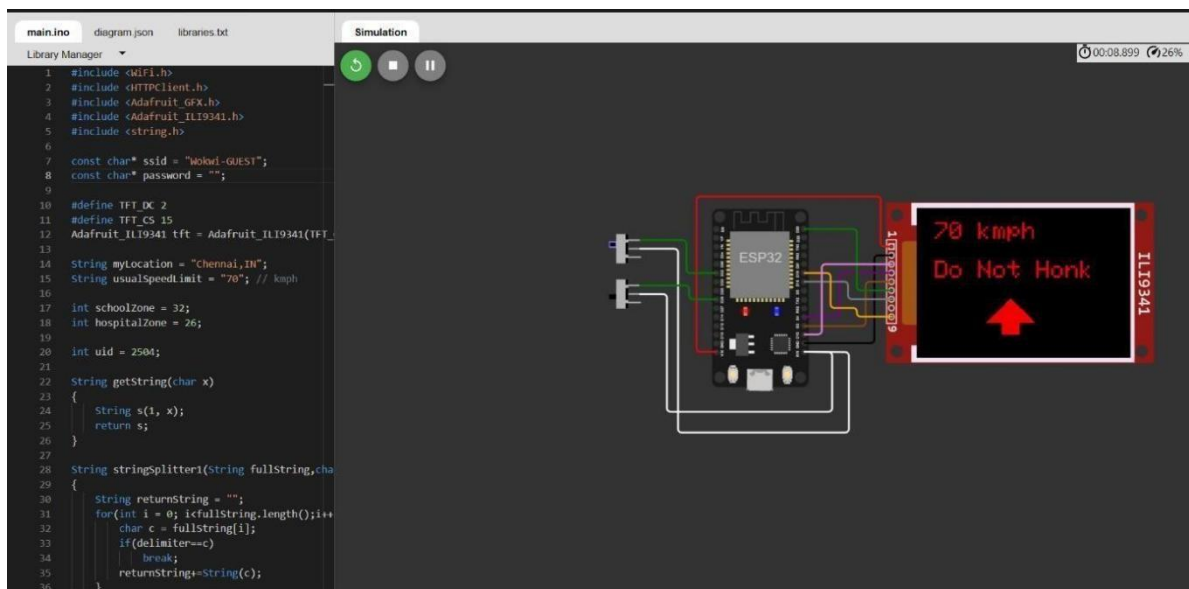 main.ino diagram.json libraries.txt
Library Manager
1 #include <WiFi.h>
2 #include <HTTPClient.h>
3 #include <Adafruit_GFX.h>
4 #include <Adafruit_ILI9341.h>
5 #include <string.h>
6
7 const char* ssid = "Wokwi-GUEST";
8 const char* password = "";
9
10 #define TFT_DC 2
11 #define TFT_CS 15
12 Adafruit_ILI9341 tft = Adafruit_ILI9341(TFT_
13
14 String myLocation = "Chennai,IN";
15 String usualSpeedLimit = "70"; // kmph
16
17 int schoolZone = 32;
18 int hospitalZone = 26;
19
20 int uid = 2504;
21
22 String getString(char x)
23 {
24 String s(1, x);
25 return s;
26 }
27
28 String stringSplitter1(String fullString,cha
29 {
30 String returnString = "";
31 for(int i = 0; i<fullString.length();i++
32 char c = fullString[i];
33 if(delimiter==c)
34 break;
35 returnString+=String(c);
36 }
Simulation
00:08.899 26%
ESP32
1
9
70 kmph
Do Not Honk
ILI9341